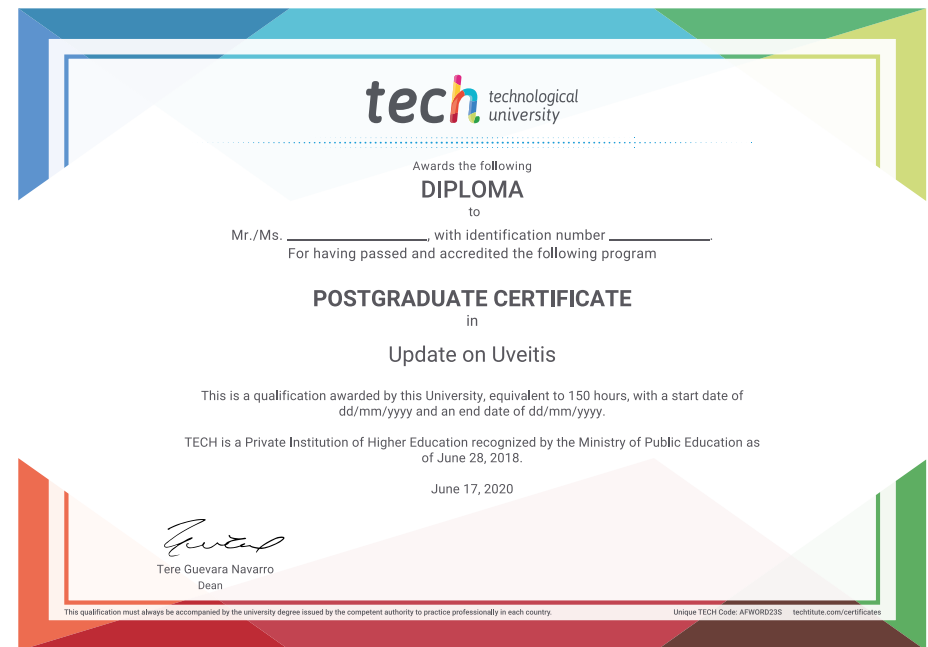 tech technological
university
Awards the following
DIPLOMA
to
Mr./Ms. ____________________, with identification number ______________.
For having passed and accredited the following program
POSTGRADUATE CERTIFICATE
in
Update on Uveitis
This is a qualification awarded by this University, equivalent to 150 hours, with a start date of
dd/mm/yyyy and an end date of dd/mm/yyyy.
TECH is a Private Institution of Higher Education recognized by the Ministry of Public Education as
of June 28, 2018.
June 17, 2020
Tere Guevara Navarro
Dean
This qualification must always be accompanied by the university degree issued by the competent authority to practice professionally in each country.
Unique TECH Code: AFWORD23S techtitute.com/certificates